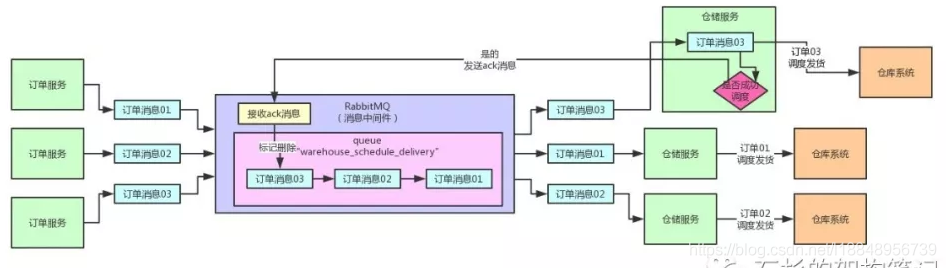 仓储服务
订单消息03
是否成功
调度
订单03
调度发货
仓库系统
是的
发送ack消息
订单服务
订单消息01
订单服务
订单消息02
订单服务
订单消息03
接收ack消息
RabbitMQ
(消息中间件)
标记删除
queue
"warehouse_schedule_delivery"
订单消息03
订单消息02
订单消息01
订单消息03
订单消息01
仓储服务
订单01
调度发货
仓库系统
订单消息02
仓储服务
订单02
调度发货
仓库系统
石杉的架构笔记